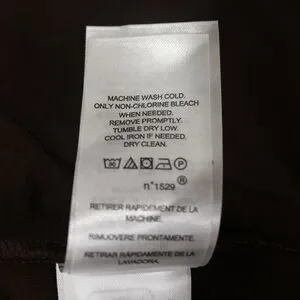 MACHINE WASH COLD.
ONLY NON-CHLORINE BLEACH
WHEN NEEDED.
REMOVE PROMPTLY.
TUMBLE DRY LOW.
COOL IRON IF NEEDED.
DRY CLEAN.
P
n°1529 ®
RETIRER RAPIDEMENT DE LA
MACHINE.
RIMUOVERE PRONTAMENTE.
RETIRAR RÁPIDAMENTE DE LA
LAVADORA.